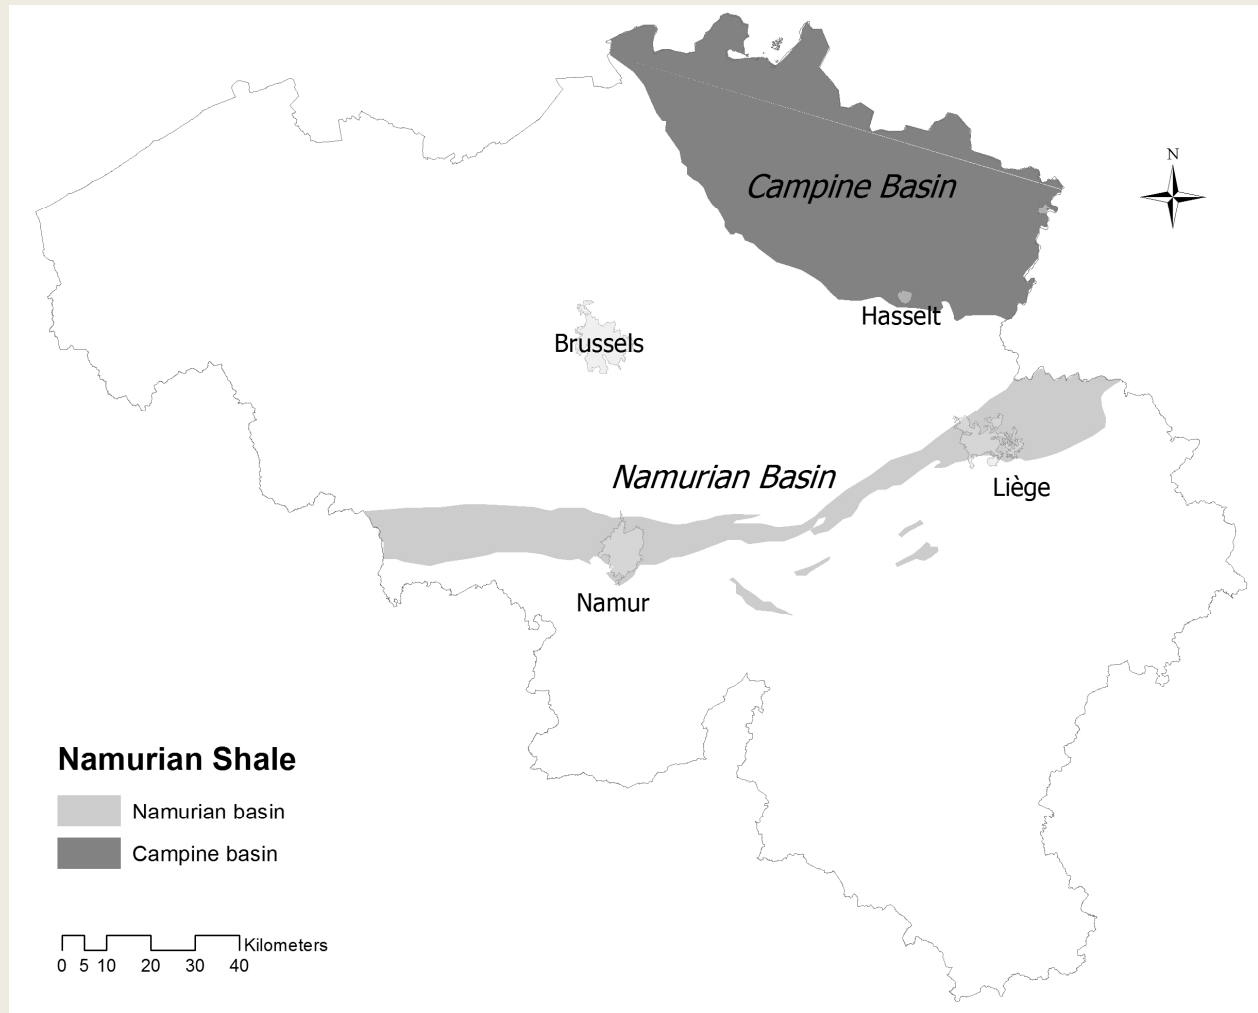 N
Campine Basin
Hasselt
Brussels
Namurian Basin
Liège
Namur
Namurian Shale
Namurian basin
Campine basin
Kilometers
0 5 10 20 30 40